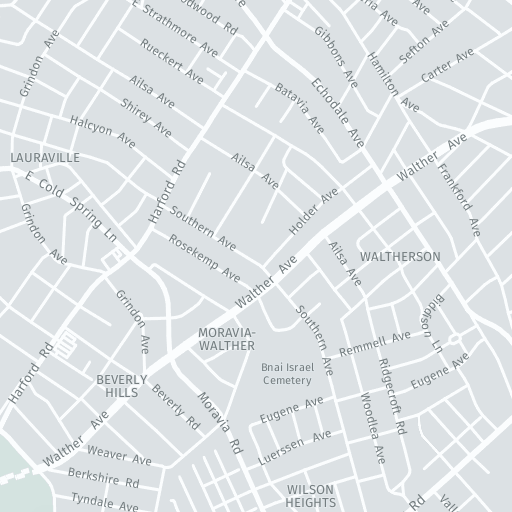 E Strathmore Ave
Rueckert Ave
Gibbons Ave
Sefton Ave
Hamilton Ave
Carter Ave
Grindon Ave
Ailsa Ave
Shirey Ave
Batavia Ave
Echodale Ave
Halcyon Ave
LAURAVILLE
Ailsa Ave
Walther Ave
Frankford Ave
E Cold Spring Ln
Harford Rd
Holder Ave
Grindon Ave
Southern Ave
Rosekemp Ave
Ailsa Ave
WALTHERSON
Walther Ave
Grindon Ave
Southern Ave
Biddison Ln
MORAVIA-
WALTHER
Remmell Ave
Harford Rd
Bnai Israel
Cemetery
Eugene Ave
BEVERLY
HILLS
Beverly Rd
Moravia Rd
Ridgecroft Rd
Woodlea Ave
Eugene Ave
Walther Ave
Luerssen Ave
Weaver Ave
Berkshire Rd
Tyndale Ave
WILSON
HEIGHTS
Rd